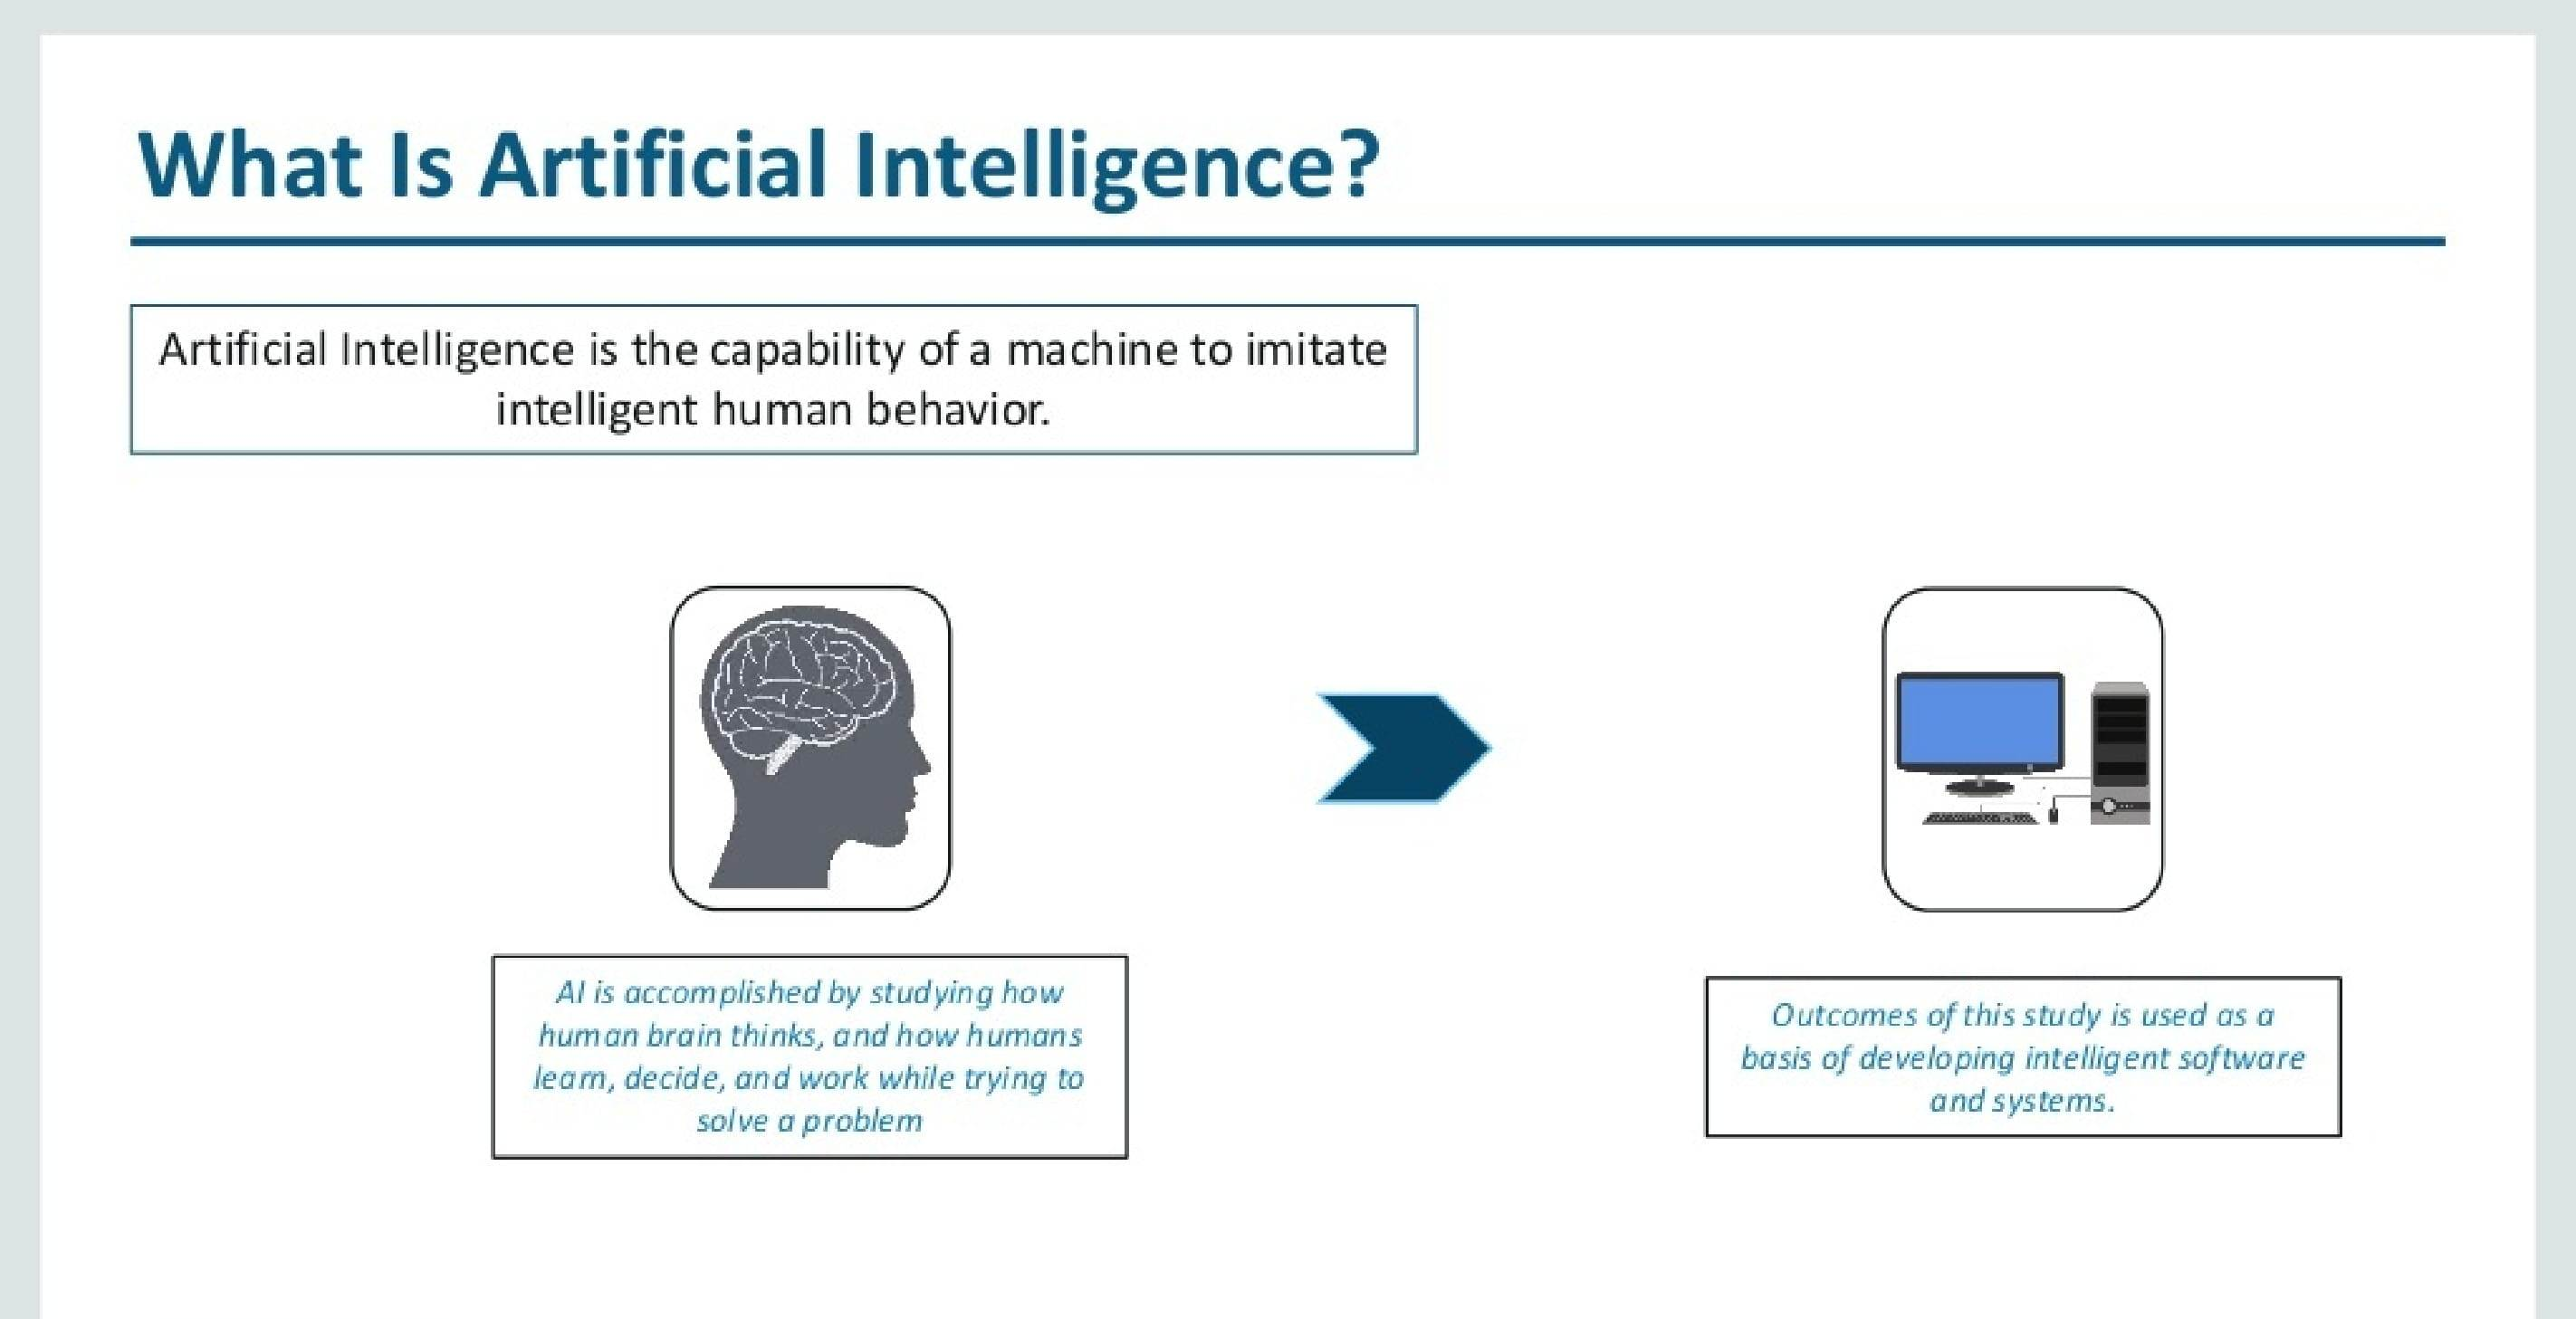 What Is Artificial Intelligence?
Artificial Intelligence is the capability of a machine to imitate
intelligent human behavior.
AI is accomplished by studying how
human brain thinks, and how humans
learn, decide, and work while trying to
solve a problem
Outcomes of this study is used as a
basis of developing intelligent software
and systems.